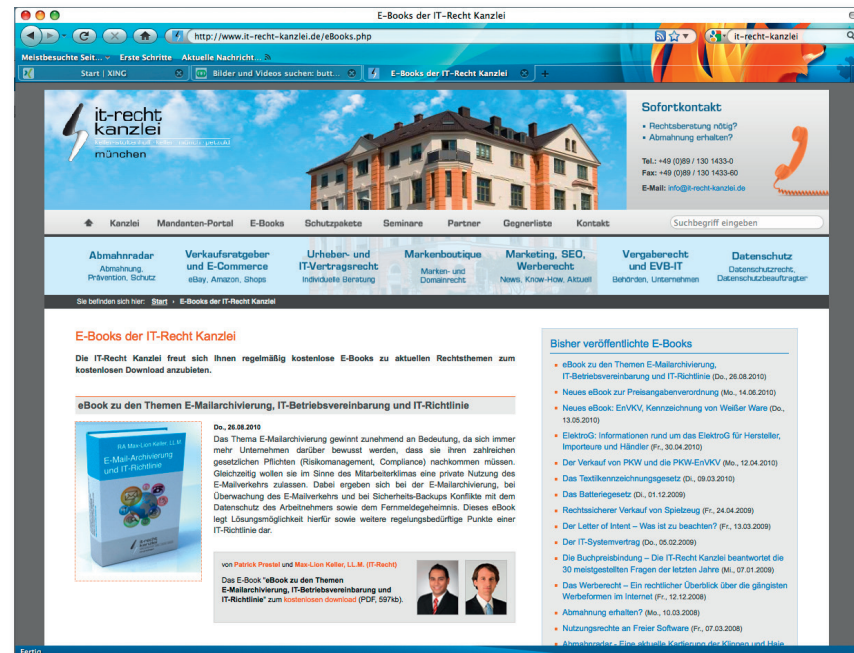 E-Books der IT-Recht Kanzlei
http://www.it-recht-kanzlei.de/eBooks.php
it-recht-kanzlei
Meistbesuchte Seit... Erste Schritte Aktuelle Nachricht...
Start | XING
Bilder und Videos suchen: butt...
E-Books der IT-Recht Kanzlei
it-recht
kanzlei
münchen
Sofortkontakt
• Rechtsberatung nötig?
• Abmahnung erhalten?
Tel.: +49 (0)89 / 130 1433-0
Fax: +49 (0)89 / 130 1433-60
E-Mail: info@it-recht-kanzlei.de
Kanzlei Mandanten-Portal E-Books Schutzpakete Seminare Partner Gegnerliste Kontakt
Suchbegriff eingeben
Abmahnradar
Abmahnung,
Prävention, Schutz
Verkaufsratgeber
und E-Commerce
eBay, Amazon, Shops
Urheber- und
IT-Vertragsrecht
Individuelle Beratung
Markenboutique
Marken- und
Domainrecht
Marketing, SEO,
Werberecht
News, Know-How, Aktuell
Vergaberecht
und EVB-IT
Behörden, Unternehmen
Datenschutz
Datenschutzrecht,
Datenschutzbeauftragter
Sie befinden sich hier: Start › E-Books der IT-Recht Kanzlei
E-Books der IT-Recht Kanzlei
Die IT-Recht Kanzlei freut sich Ihnen regelmäßig kostenlose E-Books zu aktuellen Rechtsthemen zum
kostenlosen Download anzubieten.
eBook zu den Themen E-Mailarchivierung, IT-Betriebsvereinbarung und IT-Richtlinie
RA Max-Lion Keller, LL.M.
E-Mail-Archivierung
und IT-Richtlinie
it-recht
kanzlei
Do., 26.08.2010
Das Thema E-Mailarchivierung gewinnt zunehmend an Bedeutung, da sich immer
mehr Unternehmen darüber bewusst werden, dass sie ihren zahlreichen
gesetzlichen Pflichten (Risikomanagement, Compliance) nachkommen müssen.
Gleichzeitig wollen sie im Sinne des Mitarbeiterklimas eine private Nutzung des
E-Mailverkehrs zulassen. Dabei ergeben sich bei der E-Mailarchivierung, bei
Überwachung des E-Mailverkehrs und bei Sicherheits-Backups Konflikte mit dem
Datenschutz des Arbeitnehmers sowie dem Fernmeldegeheimnis. Dieses eBook
legt Lösungsmöglichkeit hierfür sowie weitere regelungsbedürftige Punkte einer
IT-Richtlinie dar.
von Patrick Prestel und Max-Lion Keller, LL.M. (IT-Recht)
Das E-Book "eBook zu den Themen
E-Mailarchivierung, IT-Betriebsvereinbarung und
IT-Richtlinie" zum kostenlosen download (PDF, 597kb).
Bisher veröffentlichte E-Books
eBook zu den Themen E-Mailarchivierung,
IT-Betriebsvereinbarung und IT-Richtlinie (Do., 26.08.2010)
Neues eBook zur Preisangabenverordnung (Mo., 14.06.2010)
Neues eBook: EnVKV, Kennzeichnung von Weißer Ware (Do.,
13.05.2010)
ElektroG: Informationen rund um das ElektroG für Hersteller,
Importeure und Händler (Fr., 30.04.2010)
Der Verkauf von PKW und die PKW-EnVKV (Mo., 12.04.2010)
Das Textilkennzeichnungsgesetz (Di., 09.03.2010)
Das Batteriegesetz (Di., 01.12.2009)
Rechtssicherer Verkauf von Spielzeug (Fr., 24.04.2009)
Der Letter of Intent – Was ist zu beachten? (Fr., 13.03.2009)
Der IT-Systemvertrag (Do., 05.02.2009)
Die Buchpreisbindung – Die IT-Recht Kanzlei beantwortet die
30 meistgestellten Fragen der letzten Jahre (Mi., 07.01.2009)
Das Werberecht – Ein rechtlicher Überblick über die gängisten
Werbeformen im Internet (Fr., 12.12.2008)
Abmahnung erhalten? (Mo., 10.03.2008)
Nutzungsrechte an Freier Software (Fr., 07.03.2008)
Abmahnradar - Eine aktuelle Kartierung der Klippen und Haie
Fertig